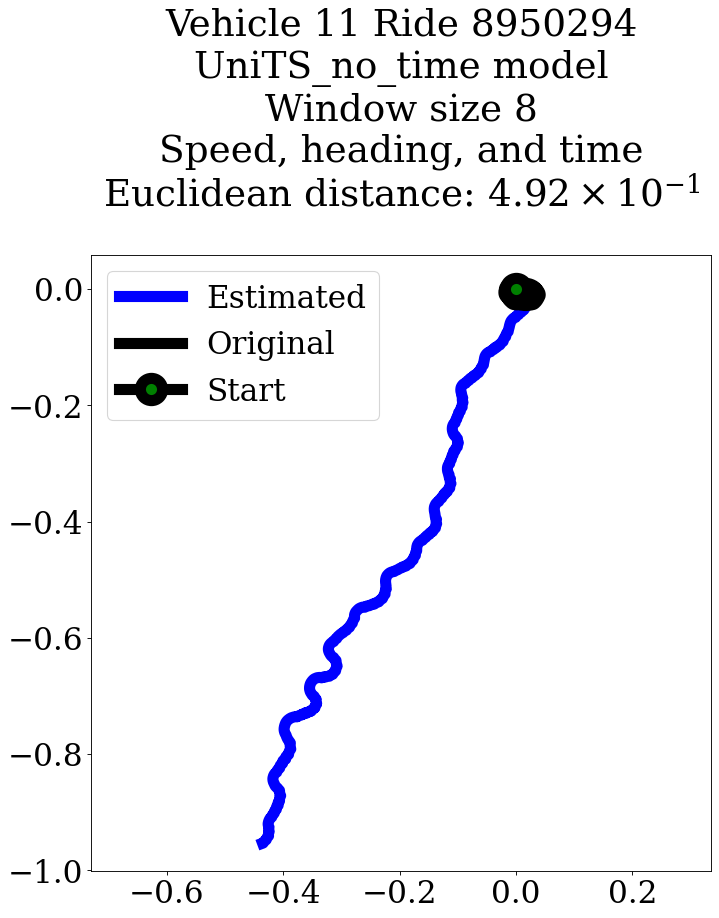 Vehicle 11 Ride 8950294
UniTS_no_time model
Window size 8
Speed, heading, and time
Euclidean distance: 4.92 × 10⁻¹
Estimated
Original
Start
0.0
−0.2
−0.4
−0.6
−0.8
−1.0
−0.6 −0.4 −0.2 0.0 0.2